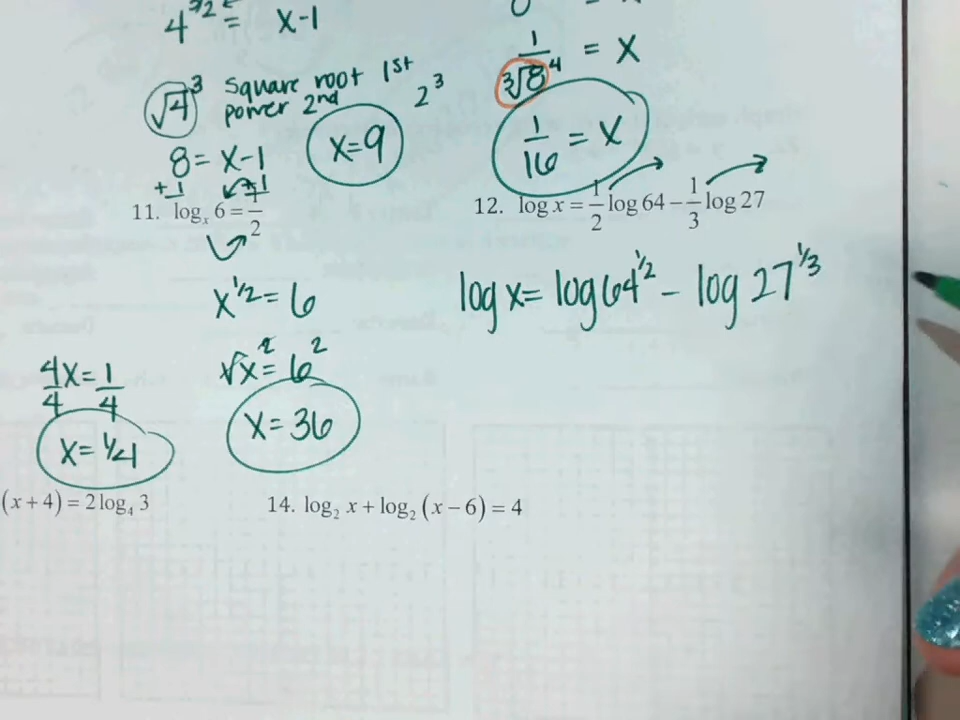 4^3/2 = x-1
√4^3 square root 1st
power 2nd 2^3
8 = x-1
+1 +1
x=9
1/∛8^4 = x
1/16 = x
11. log_x 6 = 1/2
x^1/2 = 6
√x^2 = 6^2
x = 36
12. log x = 1/2 log 64 − 1/3 log 27
log x = log 64^1/2 − log 27^1/3
4x = 1
4 4
x = 1/4
(x+4) = 2 log_4 3
14. log_2 x + log_2 (x−6) = 4